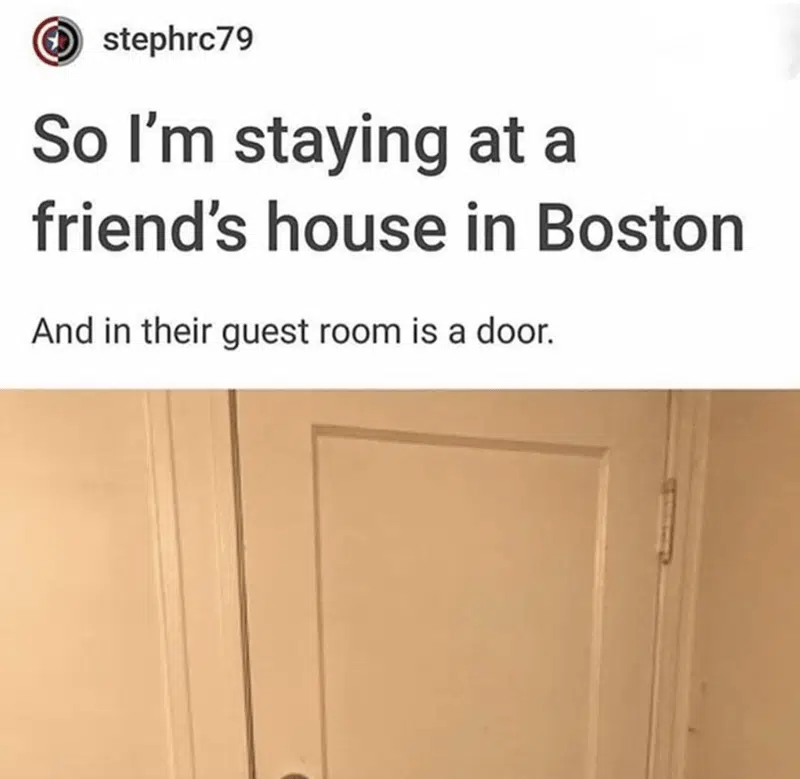 stephrc79
So I'm staying at a
friend's house in Boston
And in their guest room is a door.